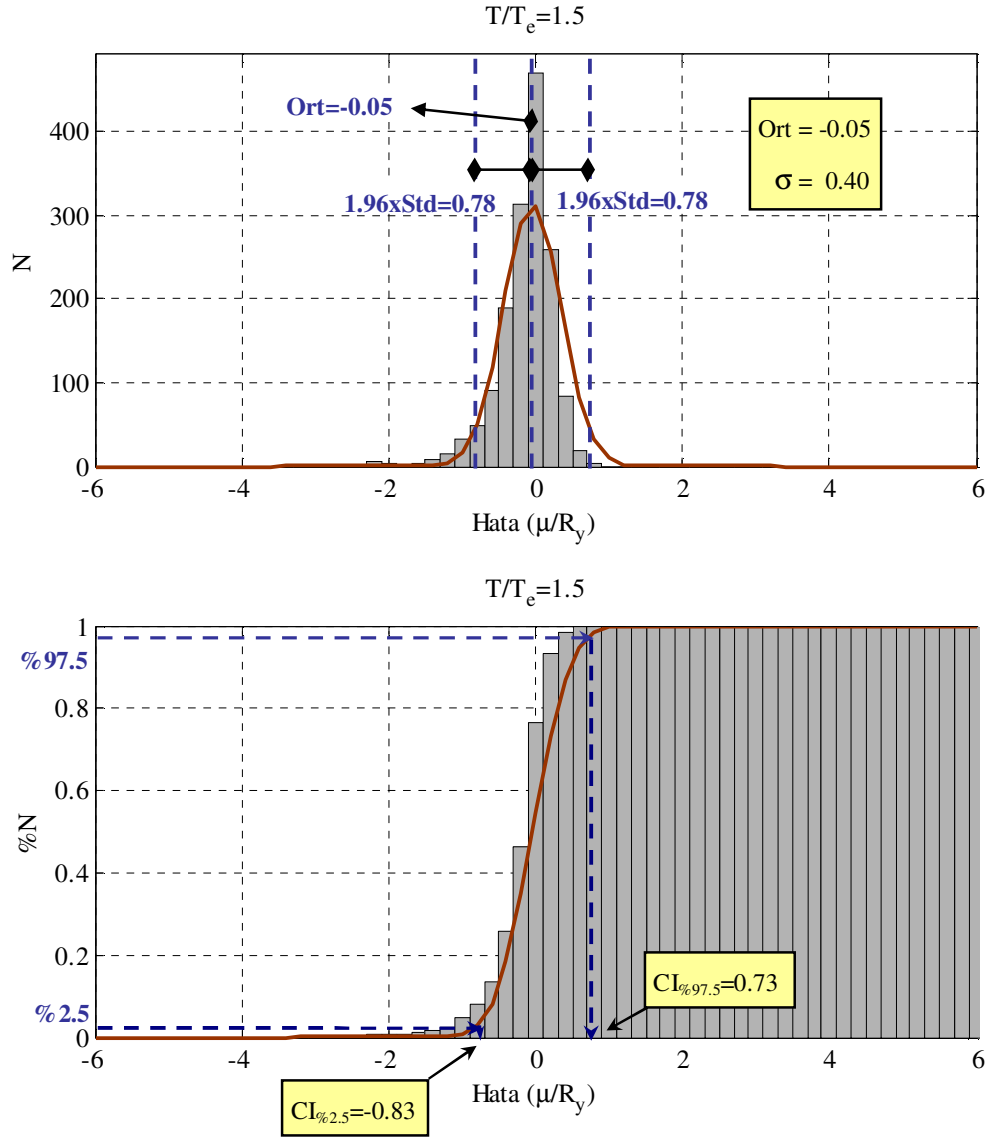 T/Te=1.5
Ort=-0.05
Ort = -0.05
σ = 0.40
1.96xStd=0.78
1.96xStd=0.78
N
400
300
200
100
0
-6
-4
-2
0
2
4
6
Hata (μ/Ry)
T/Te=1.5
%97.5
%2.5
%N
1
0.8
0.6
0.4
0.2
0
CI%97.5=0.73
-6
-4
-2
0
2
4
6
CI%2.5=-0.83
Hata (μ/Ry)